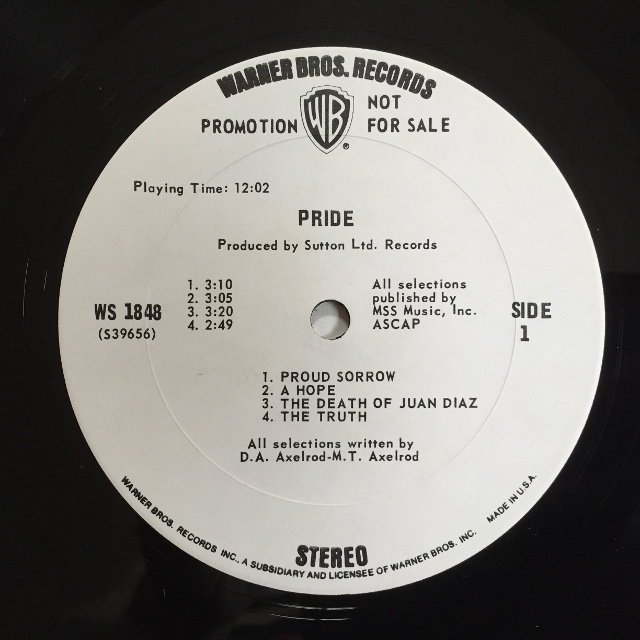 WARNER BROS. RECORDS
PROMOTION WB ® NOT FOR SALE
Playing Time: 12:02
PRIDE
Produced by Sutton Ltd. Records
WS 1848
(S39656)
1. 3:10
2. 3:05
3. 3:20
4. 2:49
All selections
published by
MSS Music, Inc.
ASCAP
SIDE
1
1. PROUD SORROW
2. A HOPE
3. THE DEATH OF JUAN DIAZ
4. THE TRUTH
All selections written by
D.A. Axelrod-M.T. Axelrod
STEREO
WARNER BROS. RECORDS INC., A SUBSIDIARY AND LICENSEE OF WARNER BROS. INC. MADE IN U.S.A.